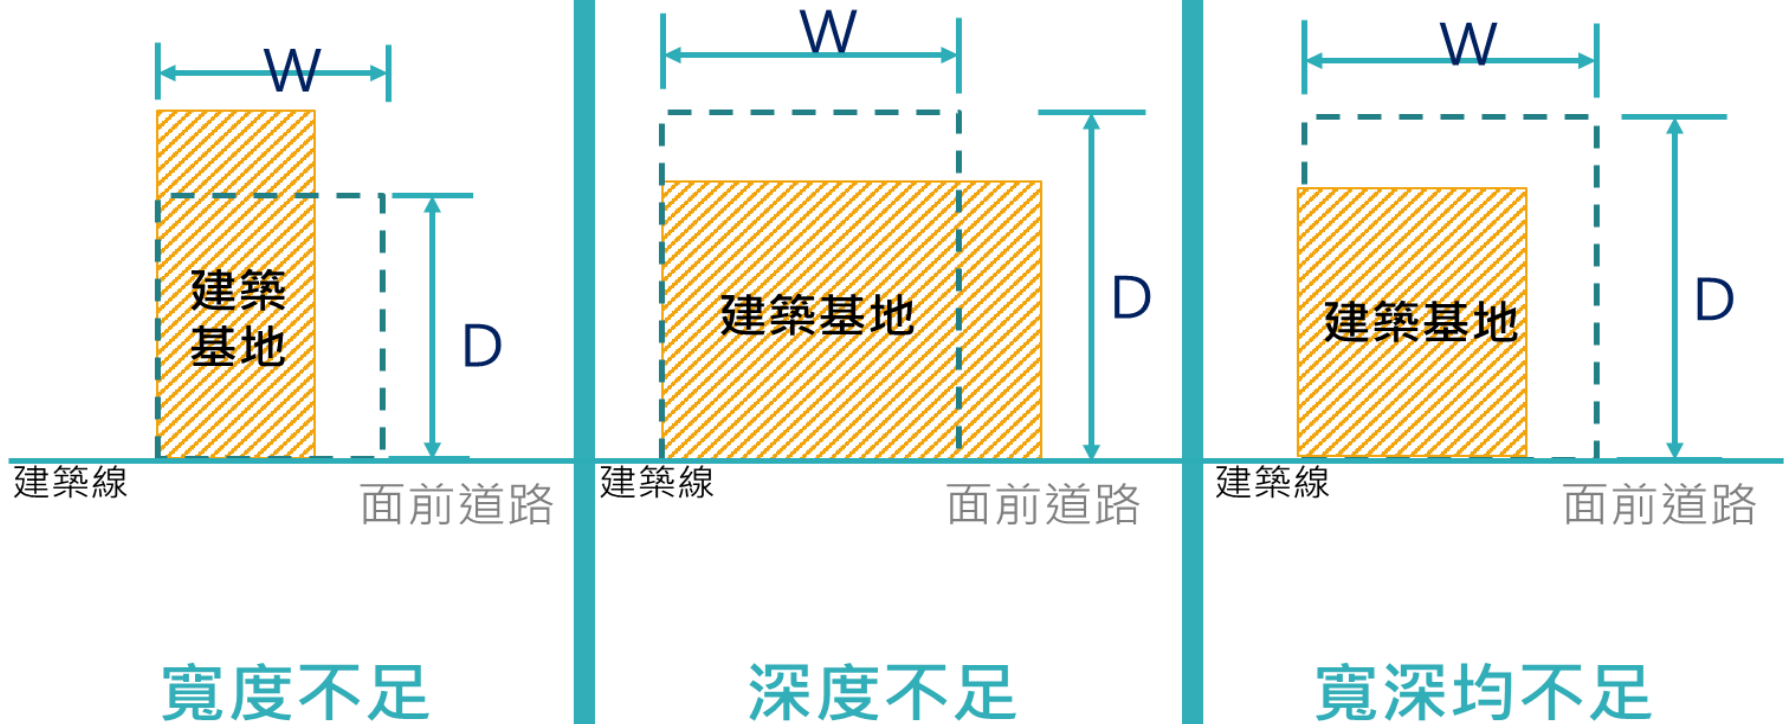 W
建築
基地
D
建築線
面前道路
寬度不足
W
建築基地
D
建築線
面前道路
深度不足
W
建築基地
D
建築線
面前道路
寬深均不足